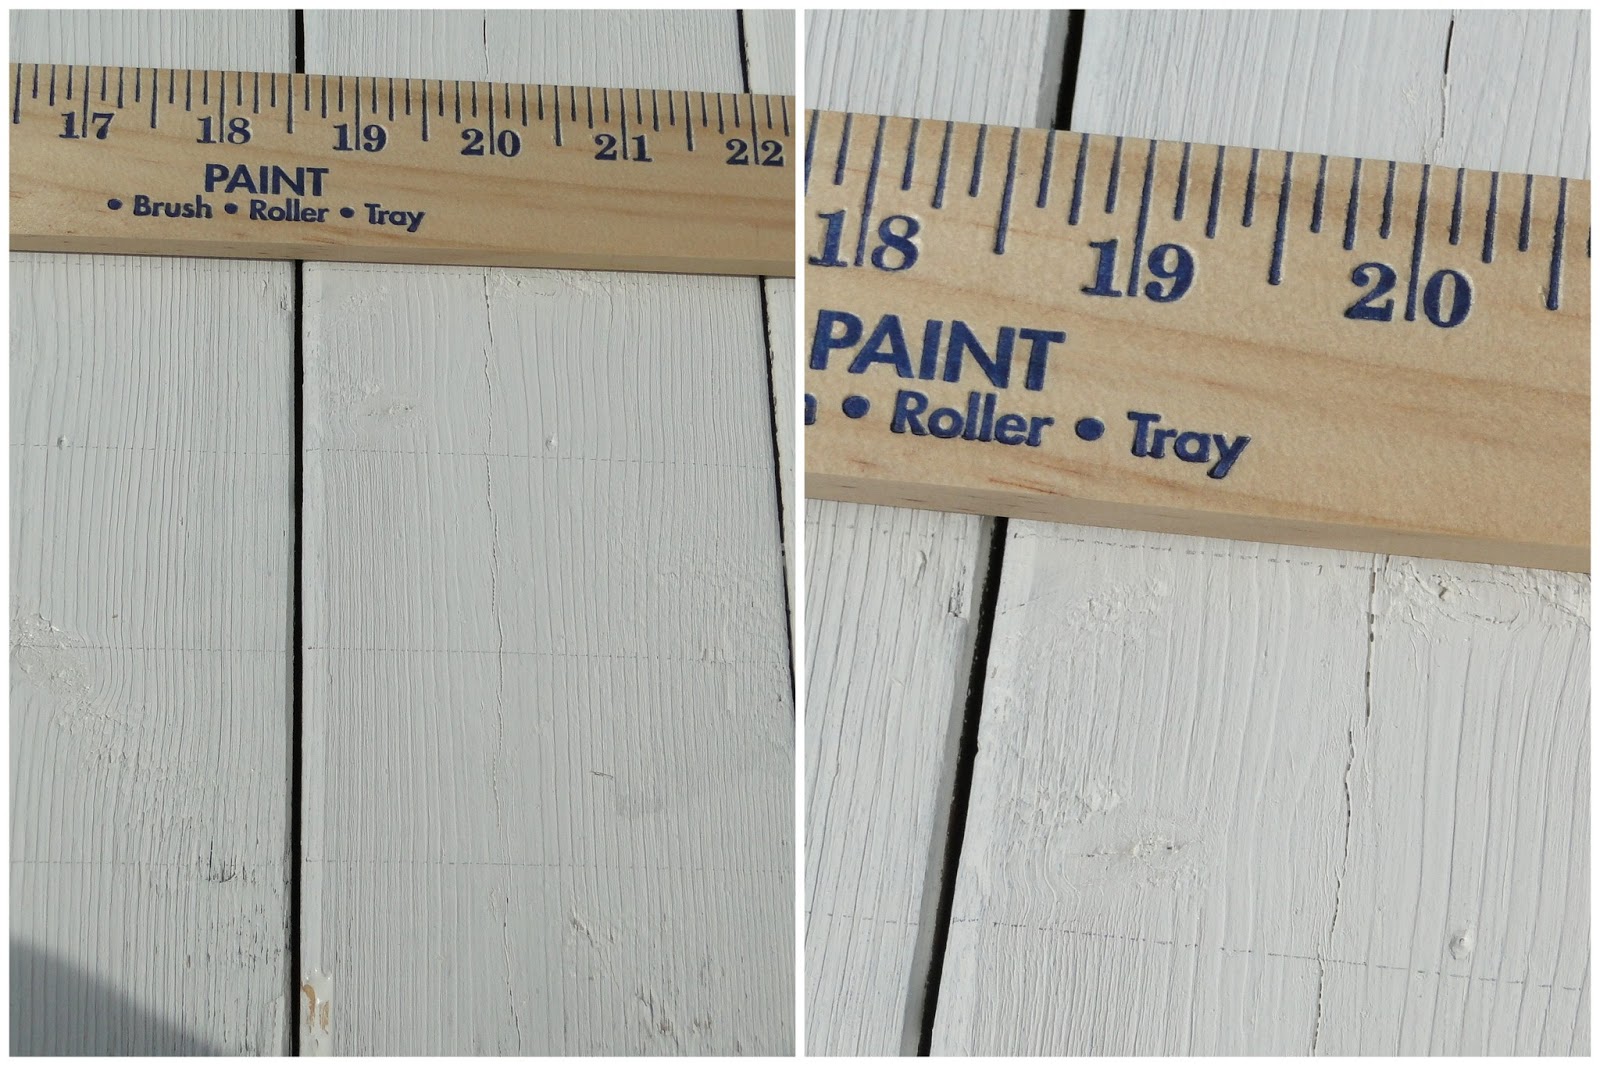 17 18 19 20 21 22
PAINT
• Brush • Roller • Tray
18 19 20
PAINT
• Roller • Tray